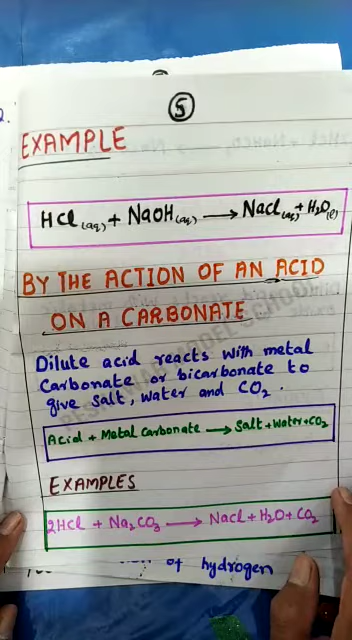 2.
5
EXAMPLE
HCl (aq) + NaOH (aq) ⟶ NaCl (aq) + H₂O (l)
BY THE ACTION OF AN ACID
ON A CARBONATE
Dilute acid reacts with metal
Carbonate or bicarbonate to
give Salt, water and CO₂.
Acid + Metal Carbonate ⟶ Salt + Water + CO₂
EXAMPLES
2HCl + Na₂CO₃ ⟶ NaCl + H₂O + CO₂
of hydrogen